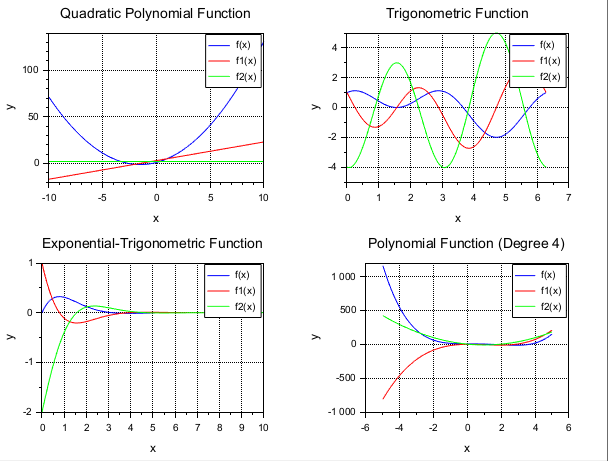 Quadratic Polynomial Function
f(x)
f1(x)
f2(x)
100
50
0
y
-10 -5 0 5 10
x
Trigonometric Function
f(x)
f1(x)
f2(x)
4
2
0
-2
-4
y
0 1 2 3 4 5 6 7
x
Exponential-Trigonometric Function
f(x)
f1(x)
f2(x)
1
0
-1
-2
y
0 1 2 3 4 5 6 7 8 9 10
x
Polynomial Function (Degree 4)
f(x)
f1(x)
f2(x)
1 000
500
0
-500
-1 000
y
-6 -4 -2 0 2 4 6
x